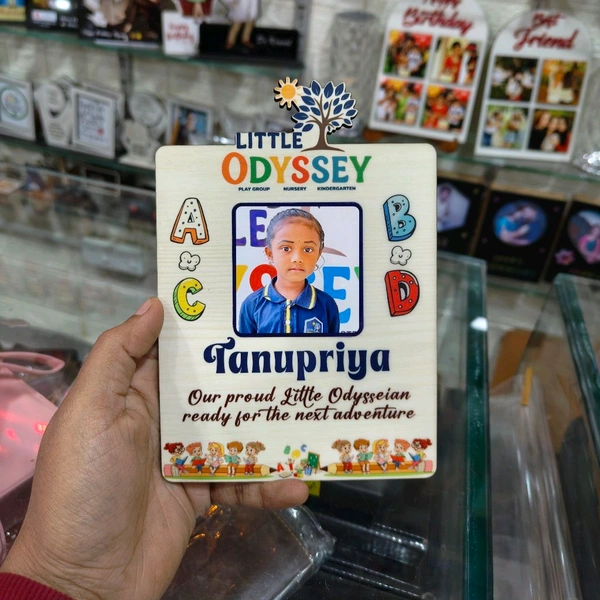 Happy
Birthday
Best
Friend
LITTLE
ODYSSEY
PLAY GROUP NURSERY KINDERGARTEN
A B
C D
Tanupriya
Our proud Little Odysseian
ready for the next adventure